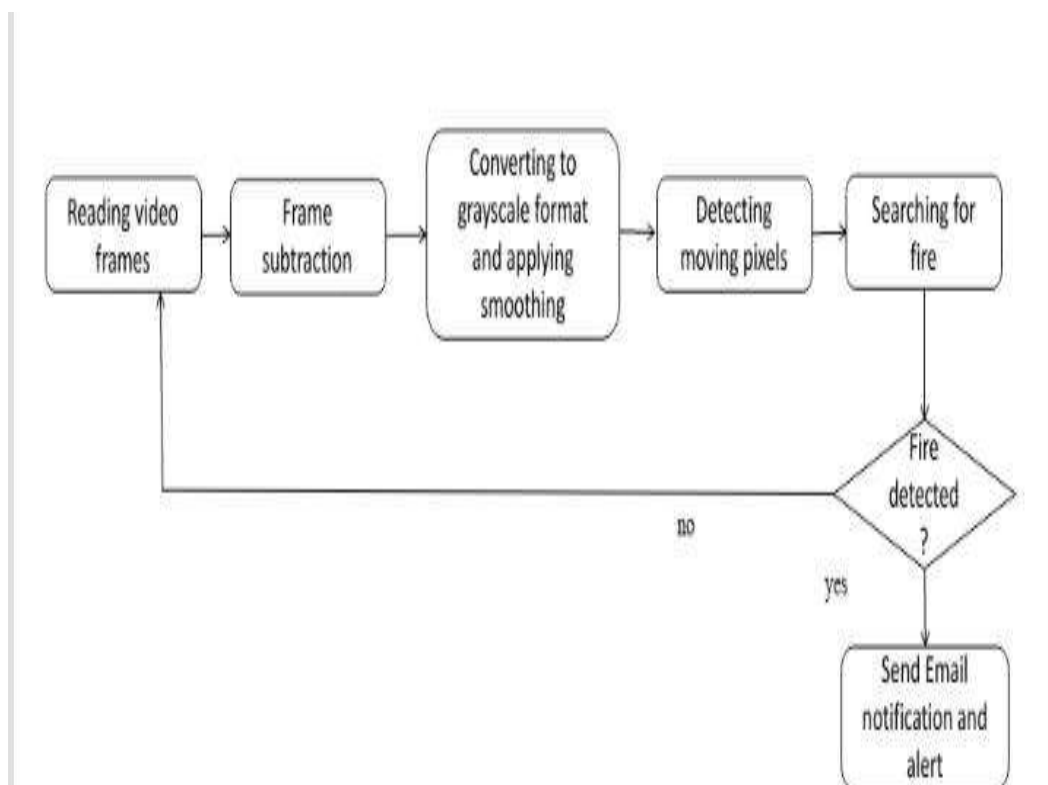 Reading video
frames
Frame
subtraction
Converting to
grayscale format
and applying
smoothing
Detecting
moving pixels
Searching for
fire
Fire
detected
?
no
yes
Send Email
notification and
alert